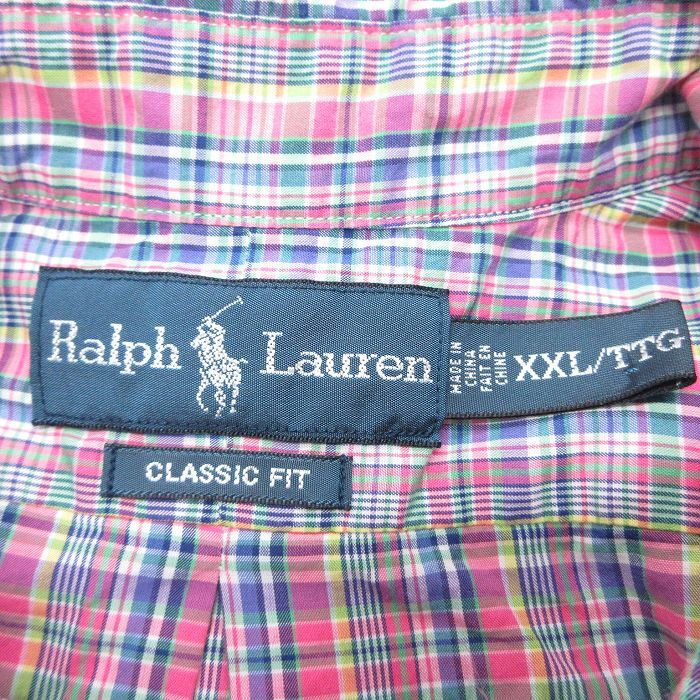 Ralph Lauren
MADE IN
CHINA
FAIT EN
CHINE
XXL/TTG
CLASSIC FIT